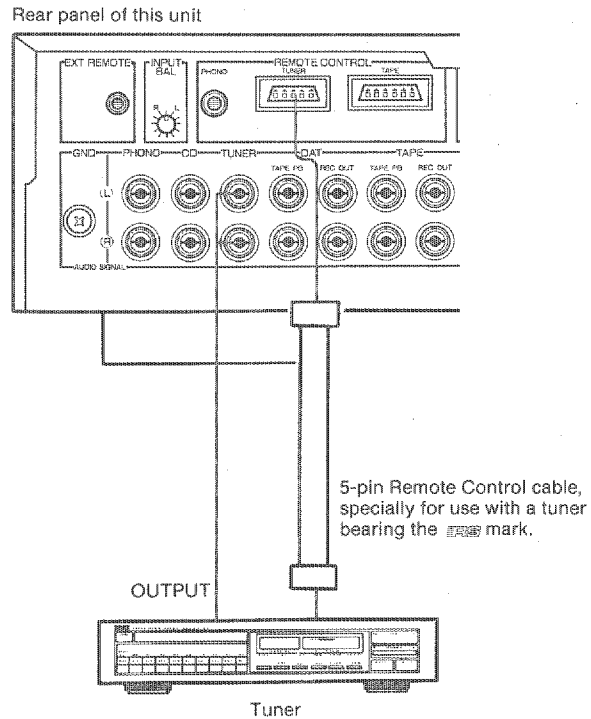 Rear panel of this unit
EXT REMOTE
INPUT
BAL
R L
REMOTE CONTROL
PHONO
TUNER
TAPE
GND PHONO CD TUNER DAT TAPE
TAPE PB REC OUT TAPE PB REC OUT
(L)
(R)
AUDIO SIGNAL
5-pin Remote Control cable,
specially for use with a tuner
bearing the mark.
OUTPUT
Tuner